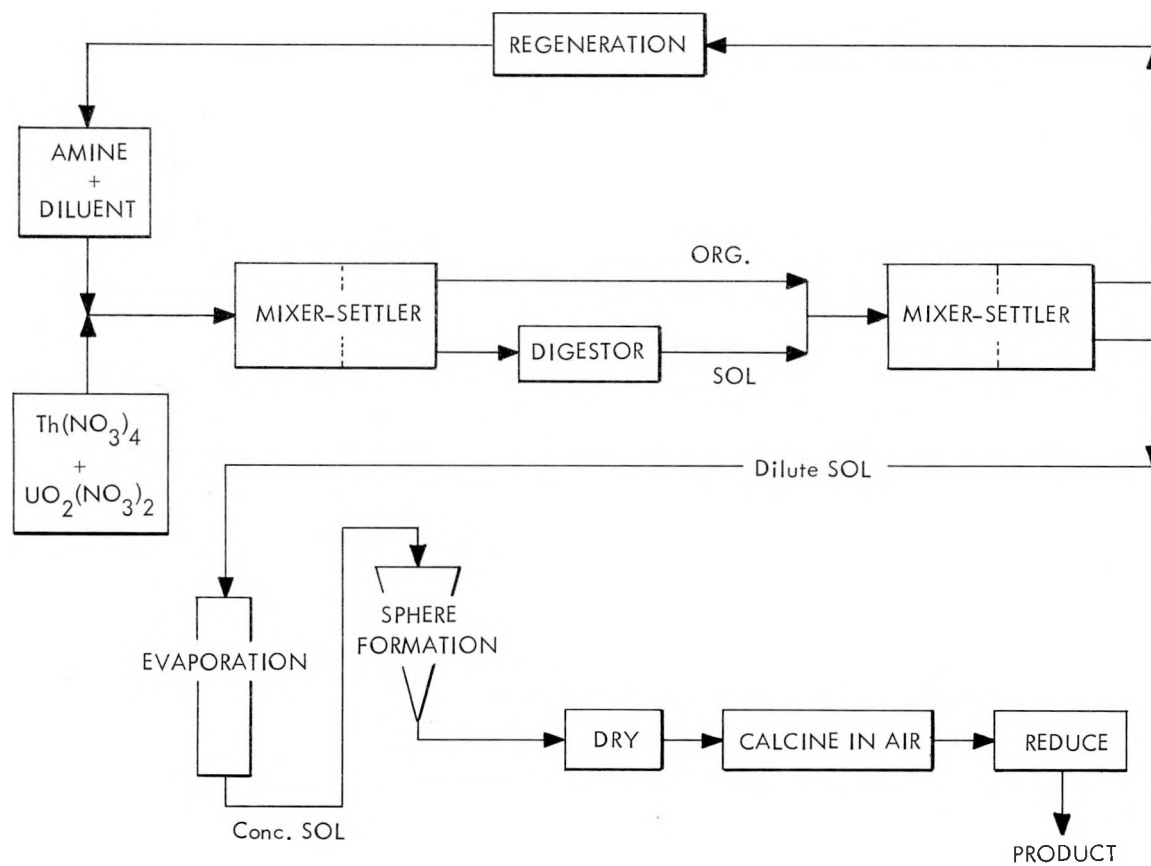 REGENERATION
AMINE
+
DILUENT
ORG.
MIXER-SETTLER
MIXER-SETTLER
DIGESTOR
SOL
Th(NO3)4
+
UO2(NO3)2
Dilute SOL
SPHERE
FORMATION
EVAPORATION
DRY
CALCINE IN AIR
REDUCE
Conc. SOL
PRODUCT